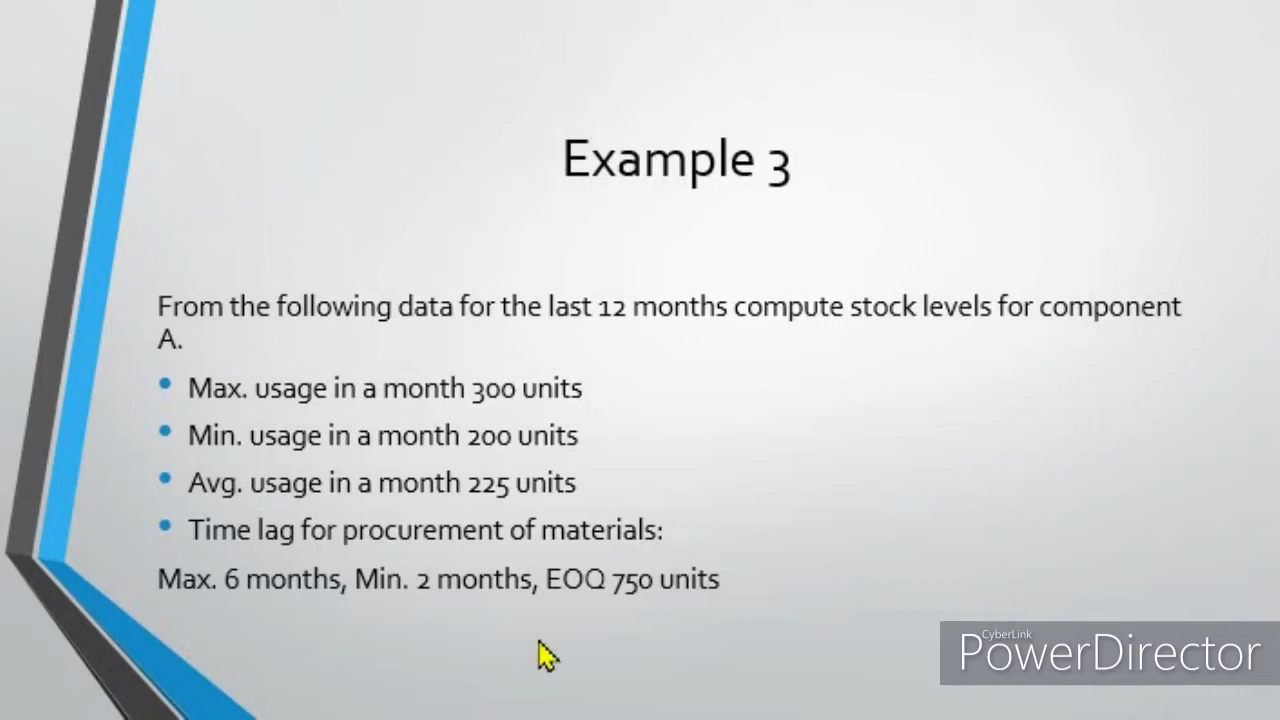 Example 3
From the following data for the last 12 months compute stock levels for component
A.
• Max. usage in a month 300 units
• Min. usage in a month 200 units
• Avg. usage in a month 225 units
• Time lag for procurement of materials:
Max. 6 months, Min. 2 months, EOQ 750 units
CyberLink
PowerDirector